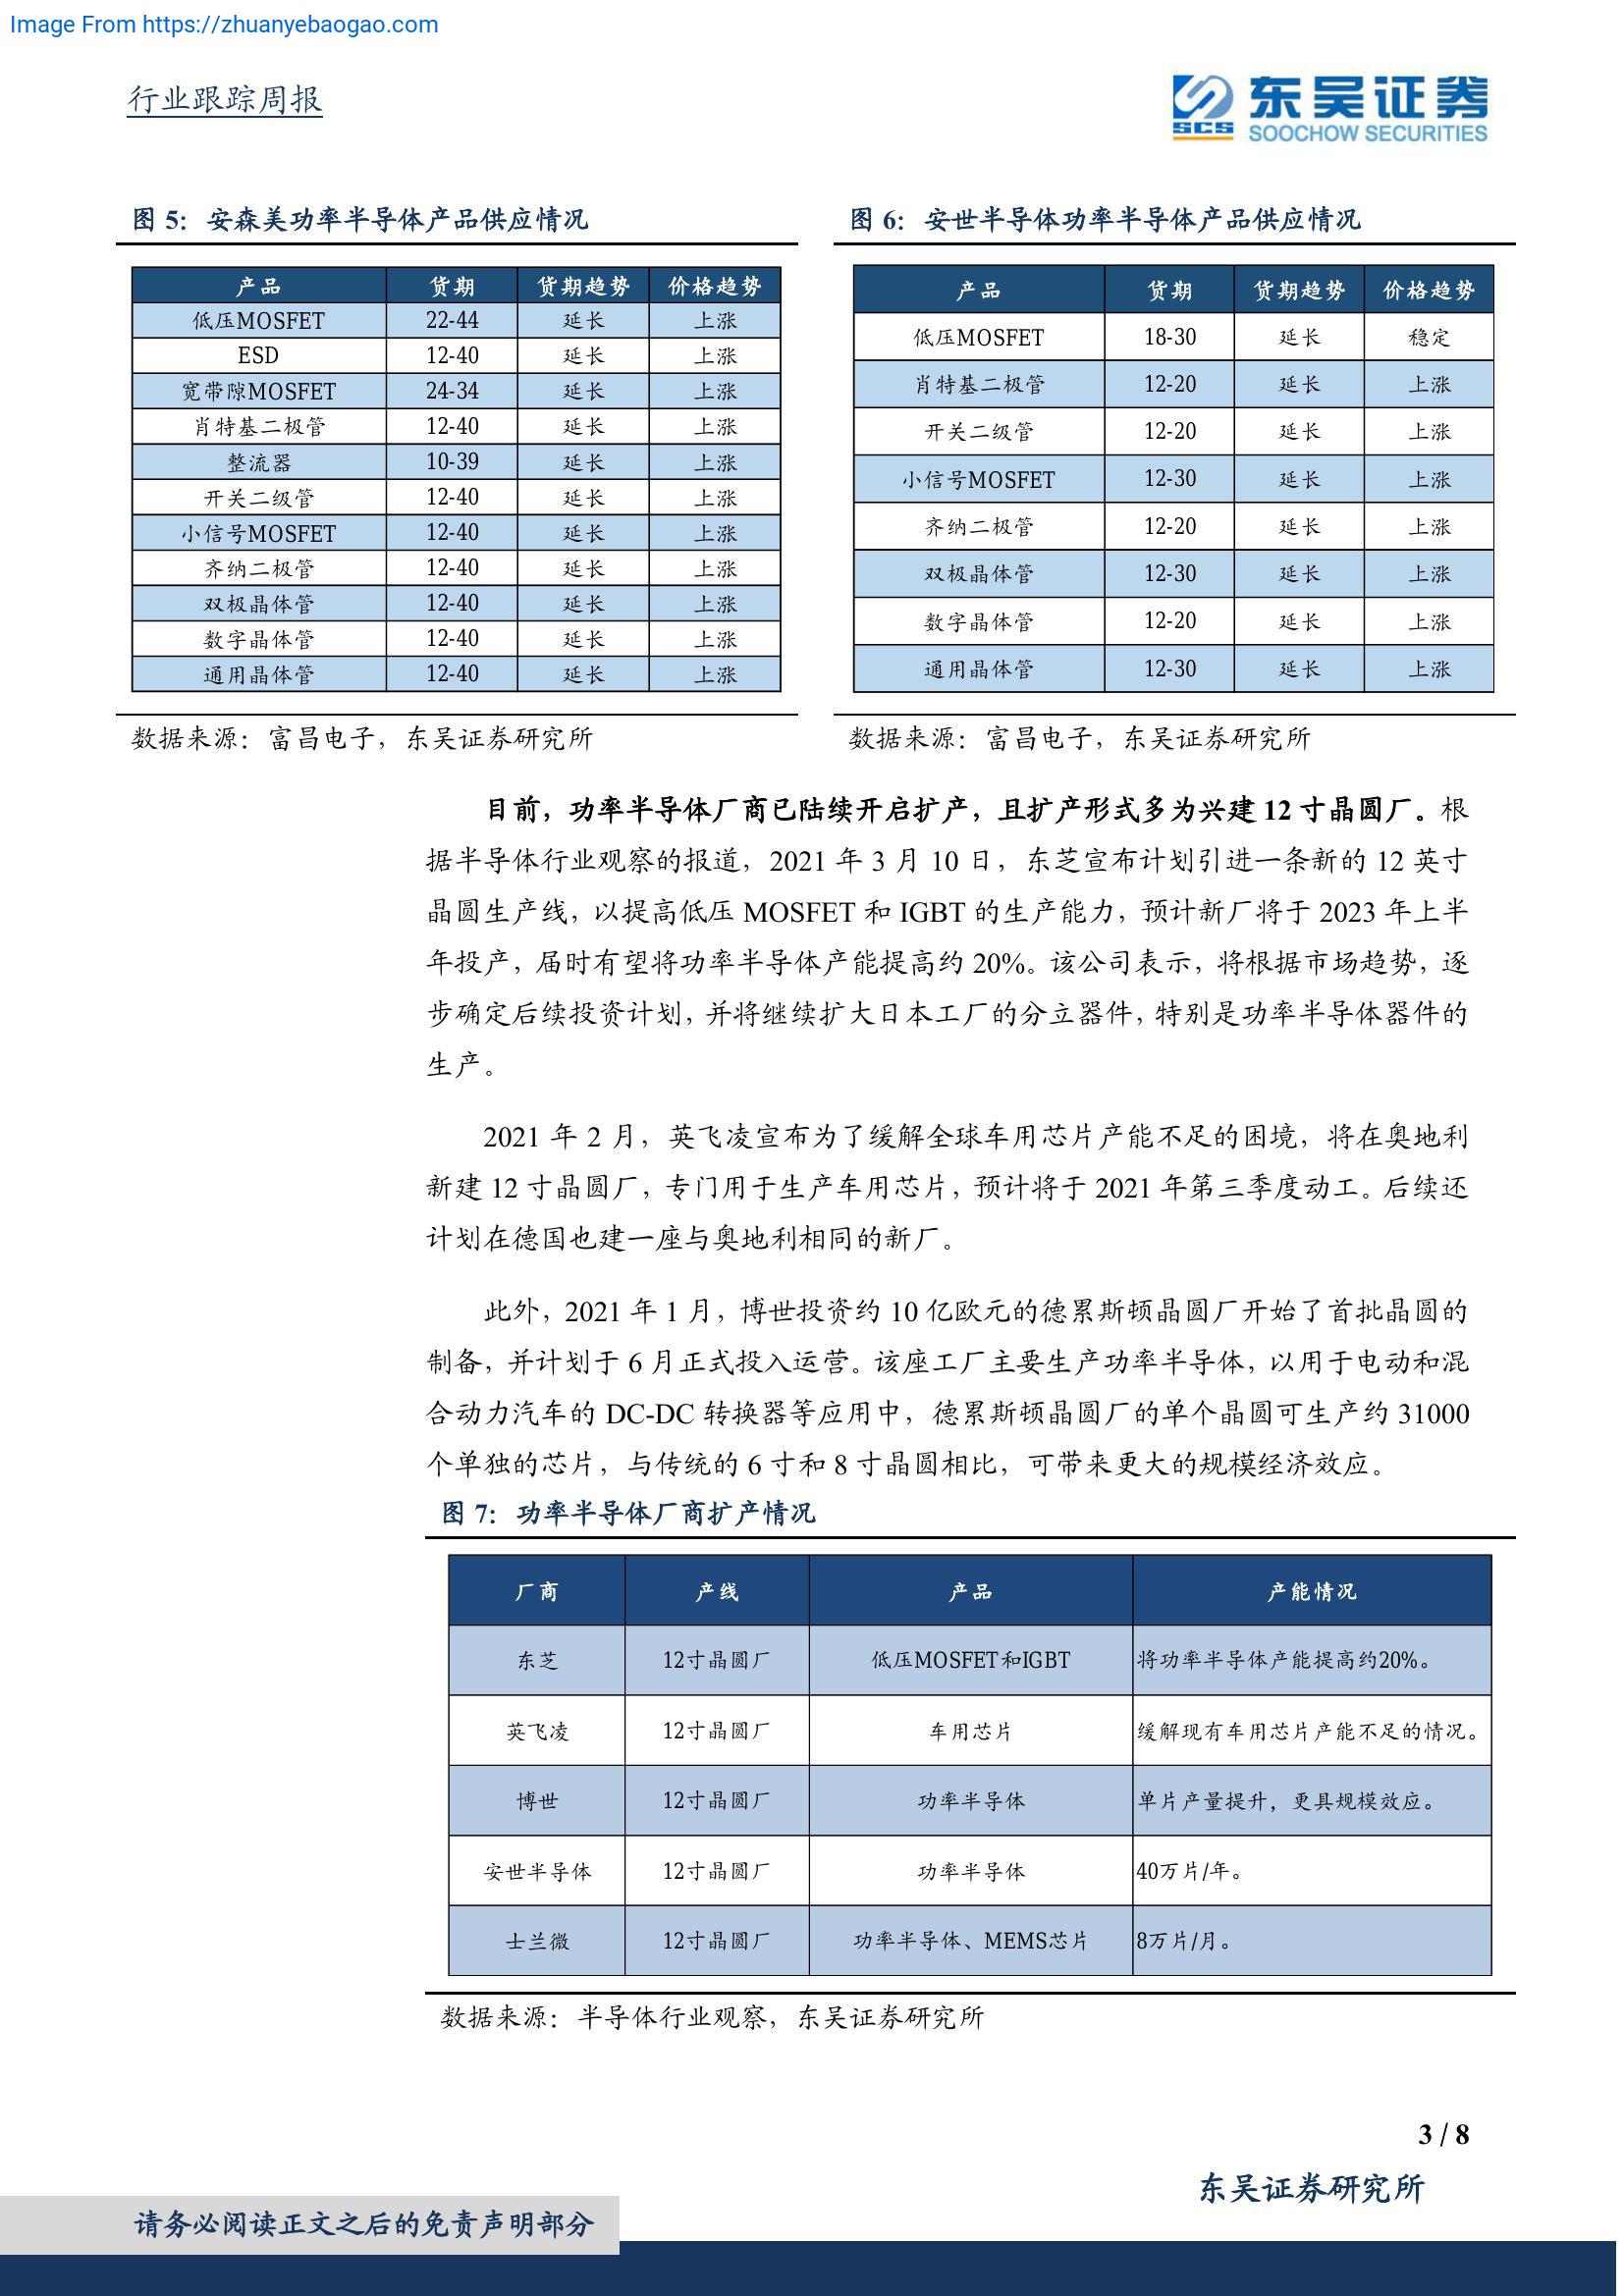 Image From https://zhuanyebaogao.com
行业跟踪周报
东吴证券
SCS
SOOCHOW SECURITIES
图 5：安森美功率半导体产品供应情况
产品 货期 货期趋势 价格趋势
低压MOSFET 22-44 延长 上涨
ESD 12-40 延长 上涨
宽带隙MOSFET 24-34 延长 上涨
肖特基二极管 12-40 延长 上涨
整流器 10-39 延长 上涨
开关二级管 12-40 延长 上涨
小信号MOSFET 12-40 延长 上涨
齐纳二极管 12-40 延长 上涨
双极晶体管 12-40 延长 上涨
数字晶体管 12-40 延长 上涨
通用晶体管 12-40 延长 上涨
数据来源：富昌电子，东吴证券研究所
图 6：安世半导体功率半导体产品供应情况
产品 货期 货期趋势 价格趋势
低压MOSFET 18-30 延长 稳定
肖特基二极管 12-20 延长 上涨
开关二级管 12-20 延长 上涨
小信号MOSFET 12-30 延长 上涨
齐纳二极管 12-20 延长 上涨
双极晶体管 12-30 延长 上涨
数字晶体管 12-20 延长 上涨
通用晶体管 12-30 延长 上涨
数据来源：富昌电子，东吴证券研究所
目前，功率半导体厂商已陆续开启扩产，且扩产形式多为兴建 12 寸晶圆厂。根
据半导体行业观察的报道，2021 年 3 月 10 日，东芝宣布计划引进一条新的 12 英寸
晶圆生产线，以提高低压 MOSFET 和 IGBT 的生产能力，预计新厂将于 2023 年上半
年投产，届时有望将功率半导体产能提高约 20%。该公司表示，将根据市场趋势，逐
步确定后续投资计划，并将继续扩大日本工厂的分立器件，特别是功率半导体器件的
生产。
2021 年 2 月，英飞凌宣布为了缓解全球车用芯片产能不足的困境，将在奥地利
新建 12 寸晶圆厂，专门用于生产车用芯片，预计将于 2021 年第三季度动工。后续还
计划在德国也建一座与奥地利相同的新厂。
此外，2021 年 1 月，博世投资约 10 亿欧元的德累斯顿晶圆厂开始了首批晶圆的
制备，并计划于 6 月正式投入运营。该座工厂主要生产功率半导体，以用于电动和混
合动力汽车的 DC-DC 转换器等应用中，德累斯顿晶圆厂的单个晶圆可生产约 31000
个单独的芯片，与传统的 6 寸和 8 寸晶圆相比，可带来更大的规模经济效应。
图 7：功率半导体厂商扩产情况
厂商 产线 产品 产能情况
东芝 12寸晶圆厂 低压MOSFET和IGBT 将功率半导体产能提高约20%。
英飞凌 12寸晶圆厂 车用芯片 缓解现有车用芯片产能不足的情况。
博世 12寸晶圆厂 功率半导体 单片产量提升，更具规模效应。
安世半导体 12寸晶圆厂 功率半导体 40万片/年。
士兰微 12寸晶圆厂 功率半导体、MEMS芯片 8万片/月。
数据来源：半导体行业观察，东吴证券研究所
3 / 8
东吴证券研究所
请务必阅读正文之后的免责声明部分